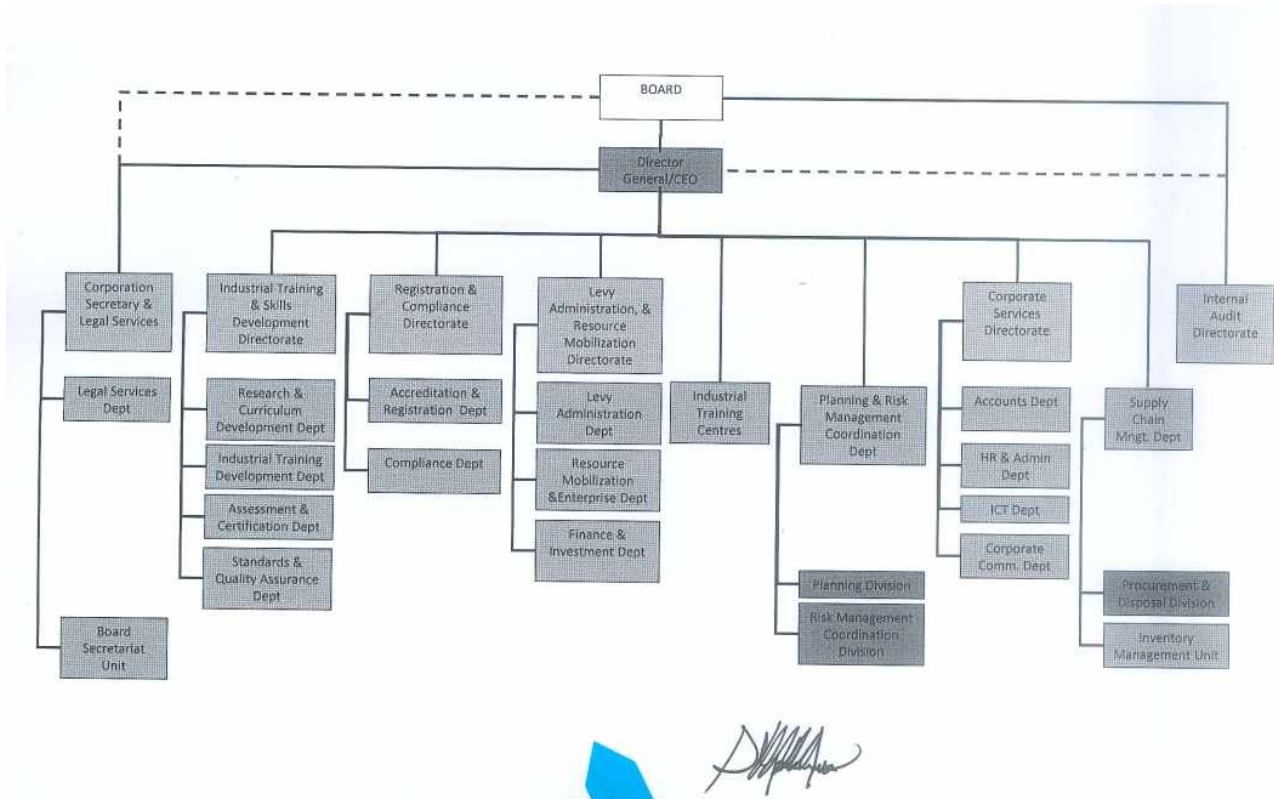 BOARD
Director
General/CEO
Corporation
Secretary &
Legal Services
Legal Services
Dept
Board
Secretariat
Unit
Industrial Training
& Skills
Development
Directorate
Research &
Curriculum
Development Dept
Industrial Training
Development Dept
Assessment &
Certification Dept
Standards &
Quality Assurance
Dept
Registration &
Compliance
Directorate
Accreditation &
Registration Dept
Compliance Dept
Levy
Administration, &
Resource
Mobilization
Directorate
Levy
Administration
Dept
Resource
Mobilization
&Enterprise Dept
Finance &
Investment Dept
Industrial
Training
Centres
Planning & Risk
Management
Coordination
Dept
Planning Division
Risk Management
Coordination
Division
Corporate
Services
Directorate
Accounts Dept
HR & Admin
Dept
ICT Dept
Corporate
Comm. Dept
Supply
Chain
Mngt. Dept
Procurement &
Disposal Division
Inventory
Management Unit
Internal
Audit
Directorate